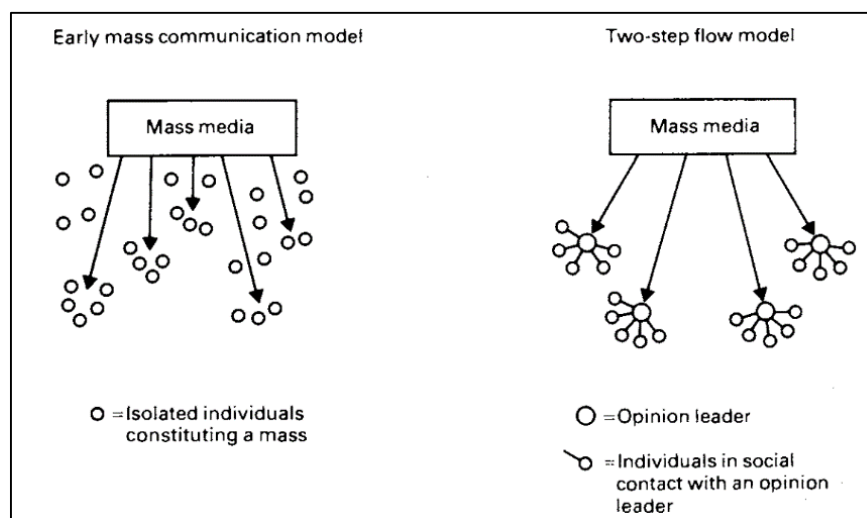 Early mass communication model
Two-step flow model
Mass media
Mass media
=Isolated individuals
constituting a mass
=Opinion leader
=Individuals in social
contact with an opinion
leader